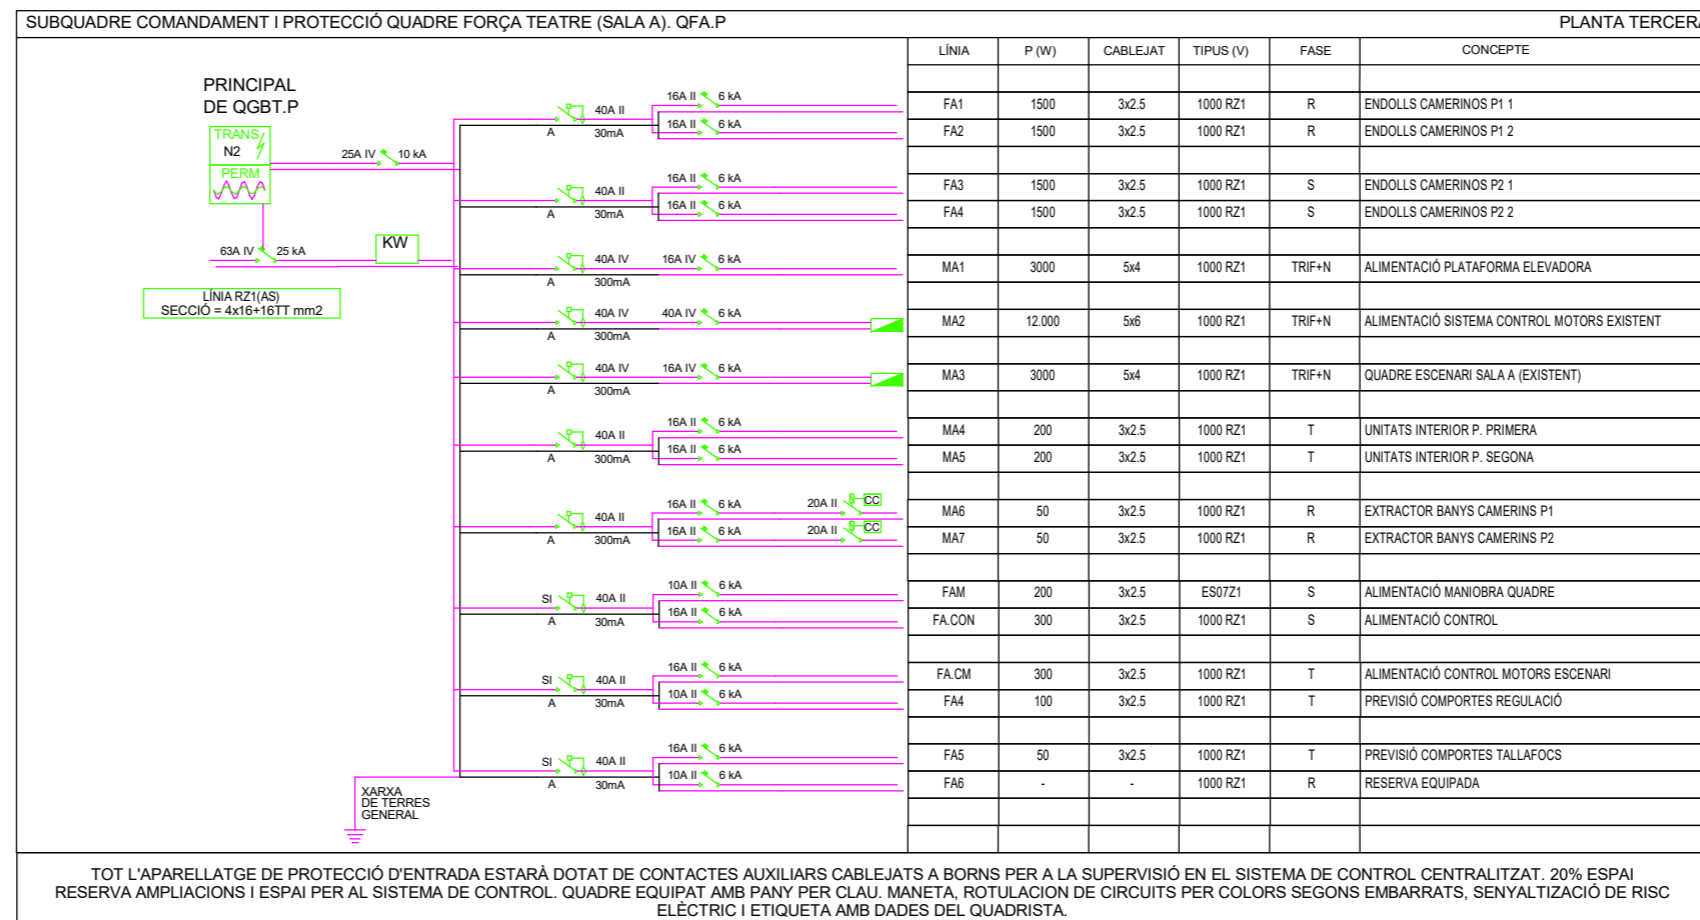 SUBQUADRE COMANDAMENT I PROTECCIÓ QUADRE FORÇA TEATRE (SALA A). QFA.P PLANTA TERCERA
LÍNIA P (W) CABLEJAT TIPUS (V) FASE CONCEPTE
PRINCIPAL
DE QGBT.P
TRANS
N2
PERM
25A IV 10 kA
63A IV 25 kA
KW
LÍNIA RZ1(AS)
SECCIÓ = 4x16+16TT mm2
XARXA
DE TERRES
GENERAL
40A II
A 30mA
16A II 6 kA FA1 1500 3x2.5 1000 RZ1 R ENDOLLS CAMERINOS P1 1
16A II 6 kA FA2 1500 3x2.5 1000 RZ1 R ENDOLLS CAMERINOS P1 2
40A II
A 30mA
16A II 6 kA FA3 1500 3x2.5 1000 RZ1 S ENDOLLS CAMERINOS P2 1
16A II 6 kA FA4 1500 3x2.5 1000 RZ1 S ENDOLLS CAMERINOS P2 2
40A IV 16A IV 6 kA MA1 3000 5x4 1000 RZ1 TRIF+N ALIMENTACIÓ PLATAFORMA ELEVADORA
A 300mA
40A IV 40A IV 6 kA MA2 12.000 5x6 1000 RZ1 TRIF+N ALIMENTACIÓ SISTEMA CONTROL MOTORS EXISTENT
A 300mA
40A IV 16A IV 6 kA MA3 3000 5x4 1000 RZ1 TRIF+N QUADRE ESCENARI SALA A (EXISTENT)
A 300mA
40A II
A 300mA
16A II 6 kA MA4 200 3x2.5 1000 RZ1 T UNITATS INTERIOR P. PRIMERA
16A II 6 kA MA5 200 3x2.5 1000 RZ1 T UNITATS INTERIOR P. SEGONA
40A II
A 300mA
16A II 6 kA 20A II CC MA6 50 3x2.5 1000 RZ1 R EXTRACTOR BANYS CAMERINS P1
16A II 6 kA 20A II CC MA7 50 3x2.5 1000 RZ1 R EXTRACTOR BANYS CAMERINS P2
SI 40A II
A 30mA
10A II 6 kA FAM 200 3x2.5 ES07Z1 S ALIMENTACIÓ MANIOBRA QUADRE
16A II 6 kA FA.CON 300 3x2.5 1000 RZ1 S ALIMENTACIÓ CONTROL
SI 40A II
A 30mA
16A II 6 kA FA.CM 300 3x2.5 1000 RZ1 T ALIMENTACIÓ CONTROL MOTORS ESCENARI
10A II 6 kA FA4 100 3x2.5 1000 RZ1 T PREVISIÓ COMPORTES REGULACIÓ
SI 40A II
A 30mA
16A II 6 kA FA5 50 3x2.5 1000 RZ1 T PREVISIÓ COMPORTES TALLAFOCS
10A II 6 kA FA6 - - 1000 RZ1 R RESERVA EQUIPADA
TOT L'APARELLATGE DE PROTECCIÓ D'ENTRADA ESTARÀ DOTAT DE CONTACTES AUXILIARS CABLEJATS A BORNS PER A LA SUPERVISIÓ EN EL SISTEMA DE CONTROL CENTRALITZAT. 20% ESPAI
RESERVA AMPLIACIONS I ESPAI PER AL SISTEMA DE CONTROL. QUADRE EQUIPAT AMB PANY PER CLAU. MANETA, ROTULACION DE CIRCUITS PER COLORS SEGONS EMBARRATS, SENYALTIZACIÓ DE RISC
ELÈCTRIC I ETIQUETA AMB DADES DEL QUADRISTA.